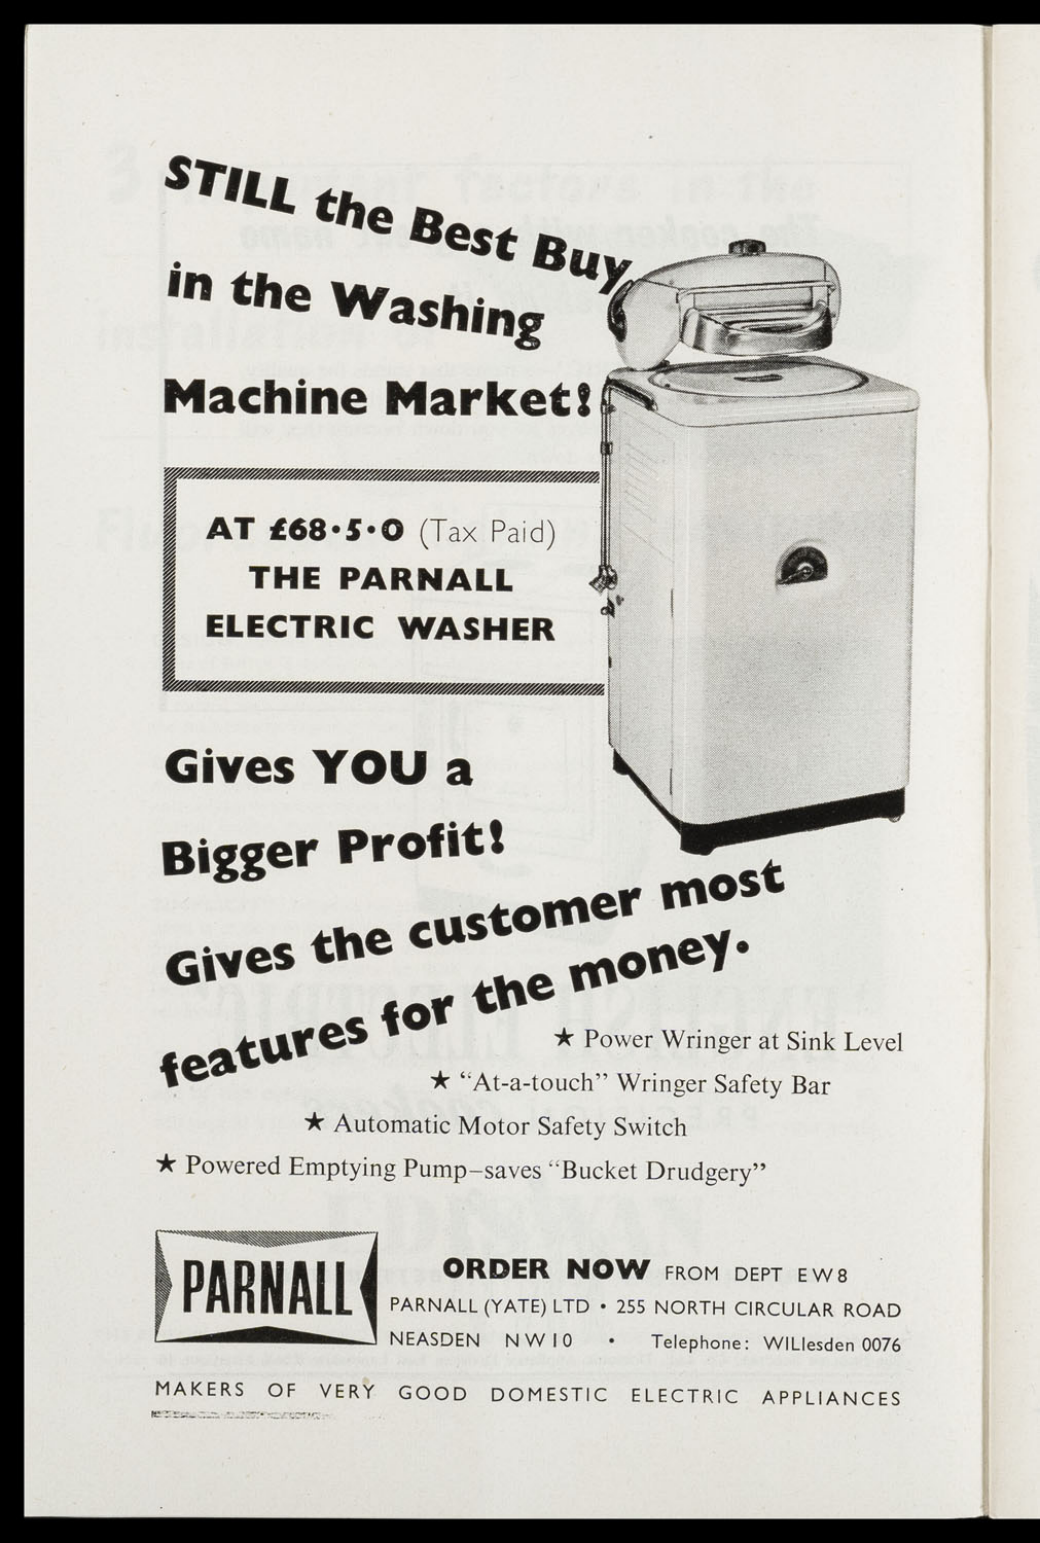 STILL the Best Buy
in the Washing
Machine Market!
AT £68·5·0 (Tax Paid)
THE PARNALL
ELECTRIC WASHER
Gives YOU a
Bigger Profit!
Gives the customer most
features for the money.
★ Power Wringer at Sink Level
★ “At-a-touch” Wringer Safety Bar
★ Automatic Motor Safety Switch
★ Powered Emptying Pump–saves “Bucket Drudgery”
PARNALL
ORDER NOW FROM DEPT EW8
PARNALL (YATE) LTD • 255 NORTH CIRCULAR ROAD
NEASDEN NW10 • Telephone: WILlesden 0076
MAKERS OF VERY GOOD DOMESTIC ELECTRIC APPLIANCES